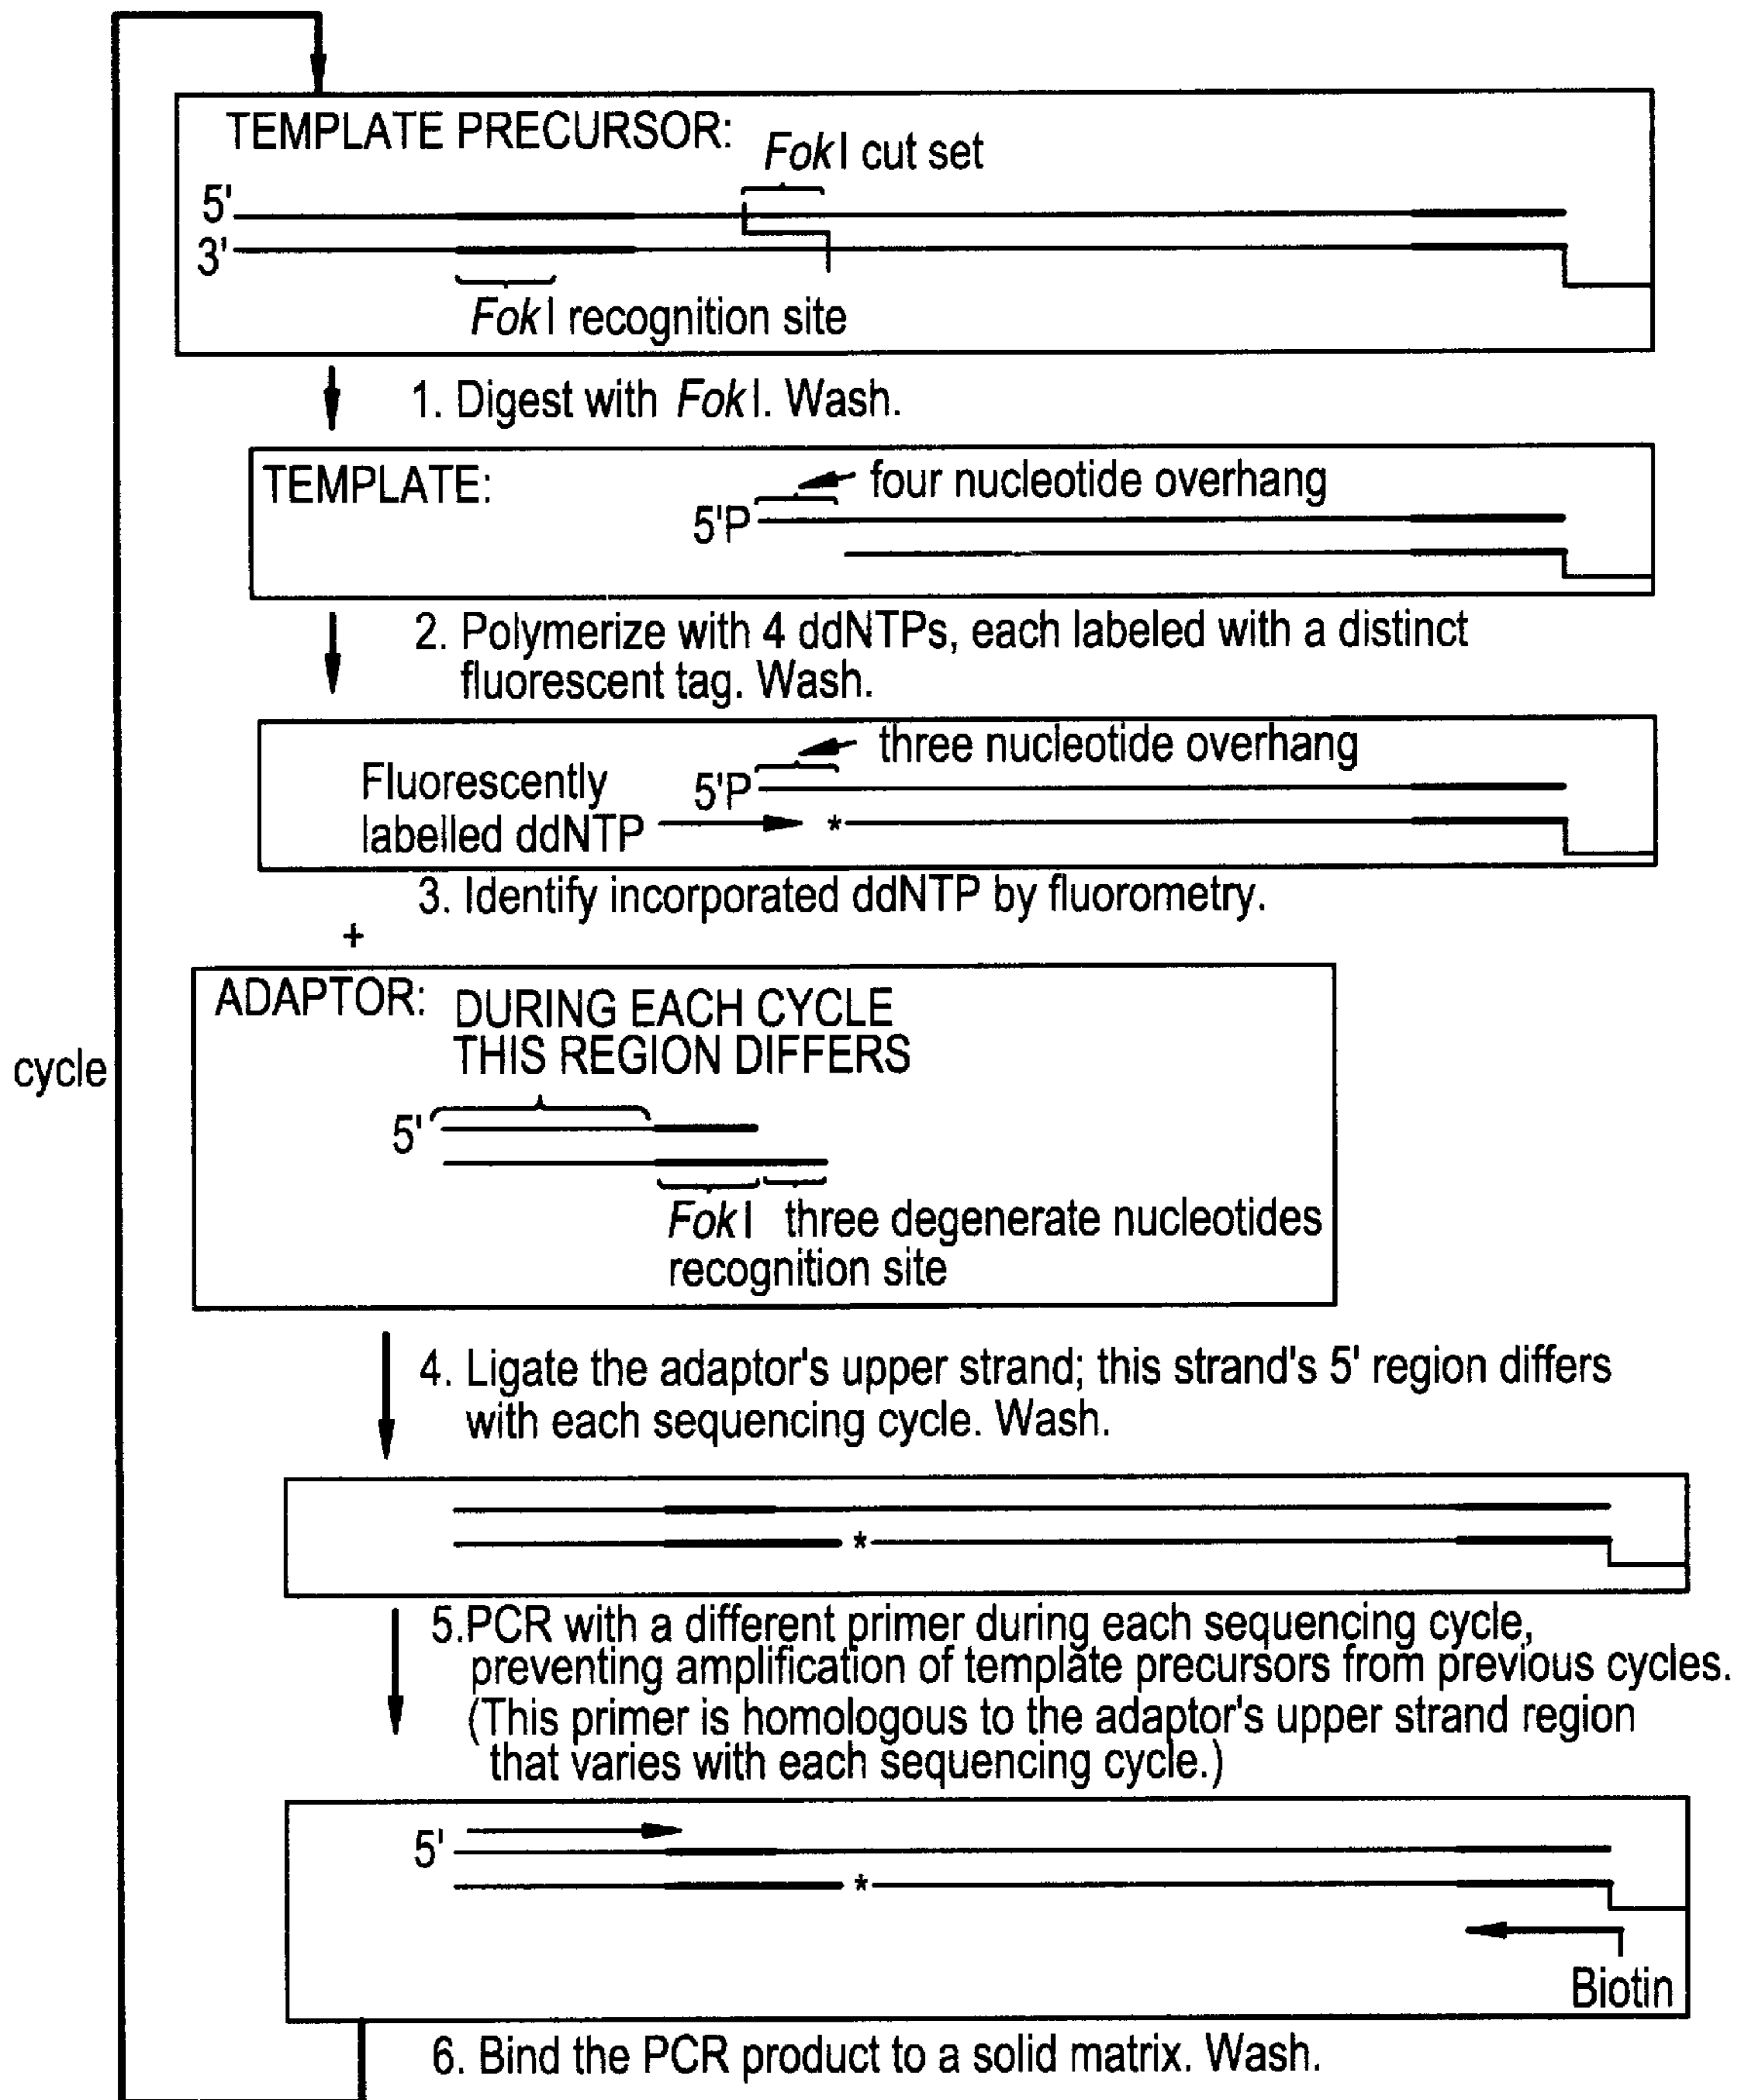 TEMPLATE PRECURSOR:
FokI cut set
5'
3'
FokI recognition site
1. Digest with FokI. Wash.
TEMPLATE:
four nucleotide overhang
5'P
2. Polymerize with 4 ddNTPs, each labeled with a distinct
fluorescent tag. Wash.
three nucleotide overhang
Fluorescently
5'P
labelled ddNTP
*
3. Identify incorporated ddNTP by fluorometry.
+
ADAPTOR:
DURING EACH CYCLE
THIS REGION DIFFERS
cycle
5'
FokI three degenerate nucleotides
recognition site
4. Ligate the adaptor's upper strand; this strand's 5' region differs
with each sequencing cycle. Wash.
*
5.PCR with a different primer during each sequencing cycle,
preventing amplification of template precursors from previous cycles.
(This primer is homologous to the adaptor's upper strand region
that varies with each sequencing cycle.)
5'
*
Biotin
6. Bind the PCR product to a solid matrix. Wash.